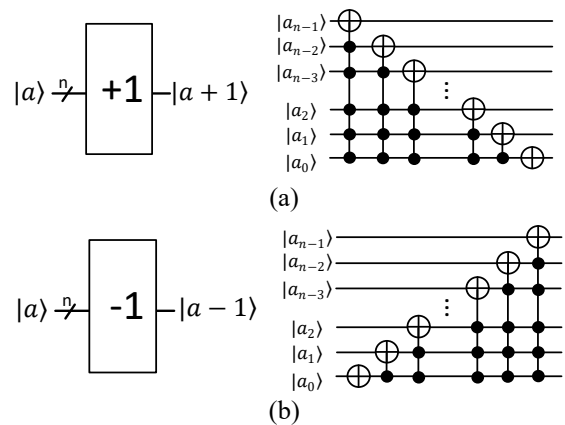 |a⟩ n +1 |a + 1⟩
|a_{n−1}⟩
|a_{n−2}⟩
|a_{n−3}⟩
⋮
|a_2⟩
|a_1⟩
|a_0⟩
(a)
|a⟩ n -1 |a − 1⟩
|a_{n−1}⟩
|a_{n−2}⟩
|a_{n−3}⟩
⋮
|a_2⟩
|a_1⟩
|a_0⟩
(b)